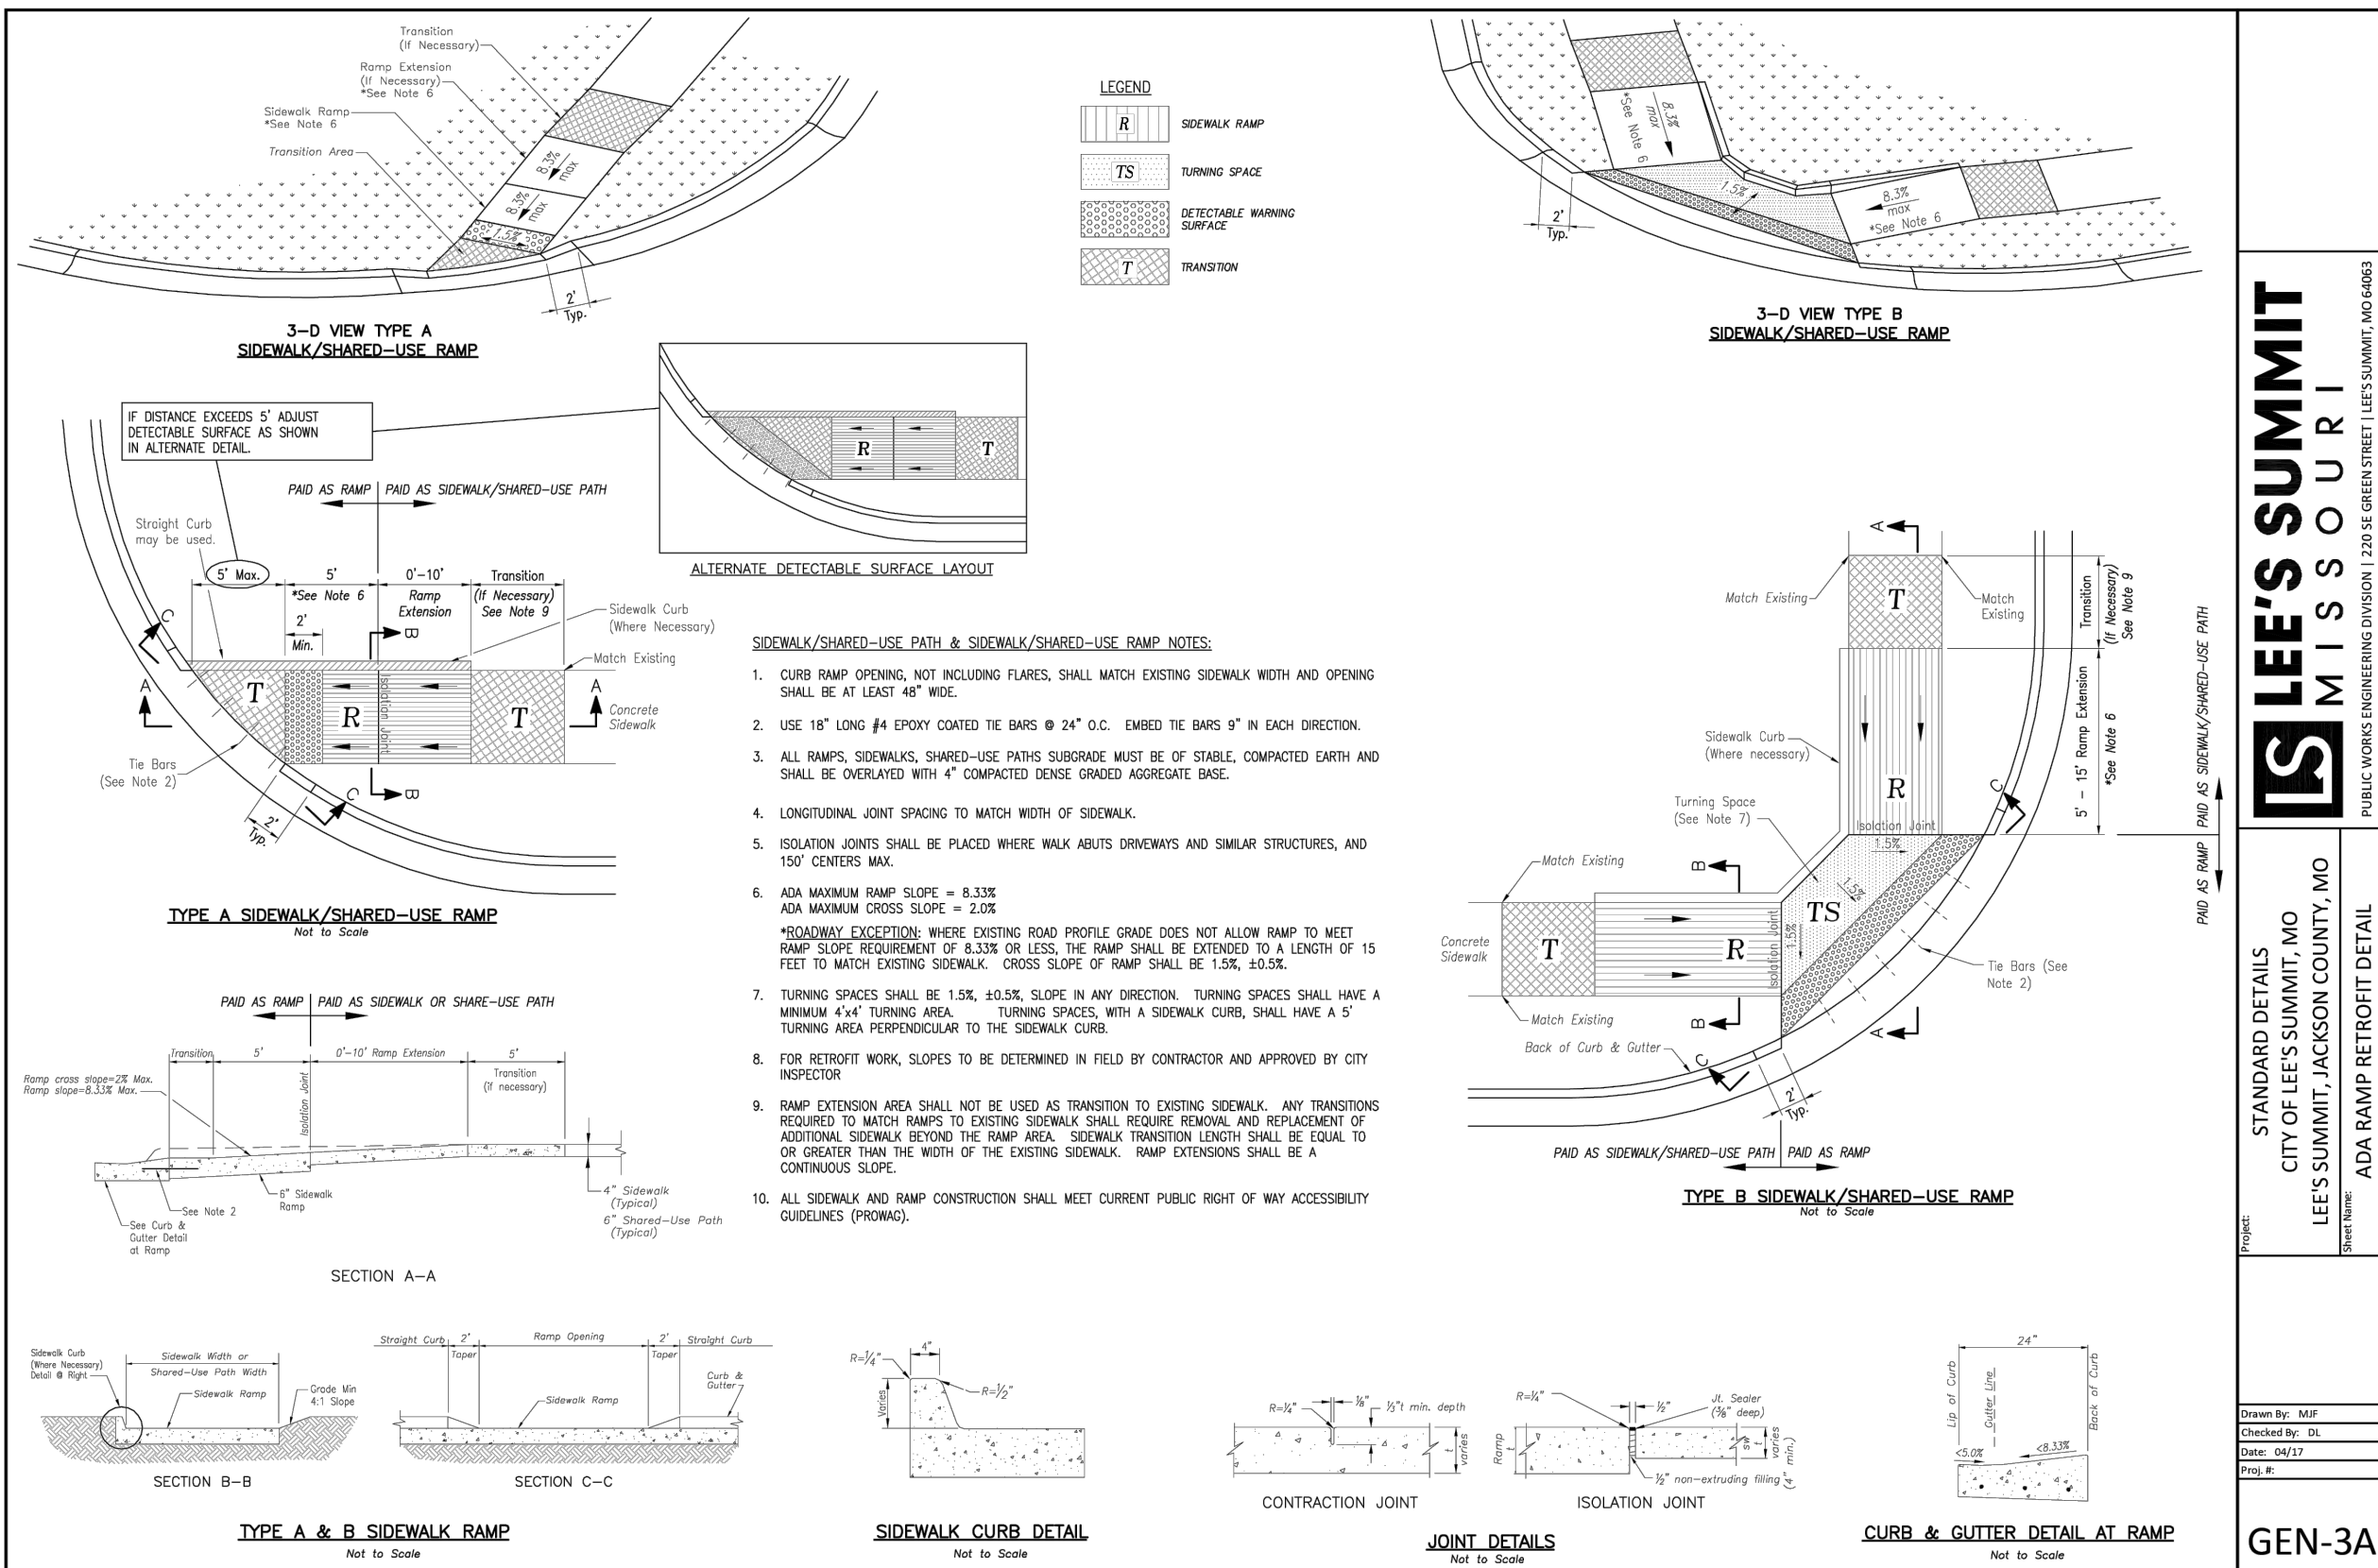 Transition
(If Necessary)
Ramp Extension
(If Necessary)
*See Note 6
Sidewalk Ramp
*See Note 6
Transition Area
8.3%
max
8.3%
max
1.5%
2'
Typ.
3-D VIEW TYPE A
SIDEWALK/SHARED-USE RAMP
LEGEND
R
SIDEWALK RAMP
TS
TURNING SPACE
DETECTABLE WARNING
SURFACE
T
TRANSITION
8.3%
max
*See Note 6
1.5%
8.3%
max
*See Note 6
2'
Typ.
3-D VIEW TYPE B
SIDEWALK/SHARED-USE RAMP
IF DISTANCE EXCEEDS 5' ADJUST
DETECTABLE SURFACE AS SHOWN
IN ALTERNATE DETAIL.
R
T
ALTERNATE DETECTABLE SURFACE LAYOUT
PAID AS RAMP
PAID AS SIDEWALK/SHARED-USE PATH
Straight Curb
may be used.
5' Max.
5'
*See Note 6
2'
Min.
0'-10'
Ramp
Extension
Transition
(If Necessary)
See Note 9
Sidewalk Curb
(Where Necessary)
Match Existing
Concrete
Sidewalk
A
A
B
B
C
C
T
R
T
Isolation Joint
Tie Bars
(See Note 2)
2'
Typ.
TYPE A SIDEWALK/SHARED-USE RAMP
Not to Scale
PAID AS RAMP
PAID AS SIDEWALK OR SHARE-USE PATH
Transition
5'
0'-10' Ramp Extension
5'
Transition
(if necessary)
Ramp cross slope=2% Max.
Ramp slope=8.33% Max.
Isolation Joint
6" Sidewalk
Ramp
See Note 2
See Curb &
Gutter Detail
at Ramp
4" Sidewalk
(Typical)
6" Shared-Use Path
(Typical)
SECTION A-A
SIDEWALK/SHARED-USE PATH & SIDEWALK/SHARED-USE RAMP NOTES:
1. CURB RAMP OPENING, NOT INCLUDING FLARES, SHALL MATCH EXISTING SIDEWALK WIDTH AND OPENING
SHALL BE AT LEAST 48" WIDE.
2. USE 18" LONG #4 EPOXY COATED TIE BARS @ 24" O.C. EMBED TIE BARS 9" IN EACH DIRECTION.
3. ALL RAMPS, SIDEWALKS, SHARED-USE PATHS SUBGRADE MUST BE OF STABLE, COMPACTED EARTH AND
SHALL BE OVERLAYED WITH 4" COMPACTED DENSE GRADED AGGREGATE BASE.
4. LONGITUDINAL JOINT SPACING TO MATCH WIDTH OF SIDEWALK.
5. ISOLATION JOINTS SHALL BE PLACED WHERE WALK ABUTS DRIVEWAYS AND SIMILAR STRUCTURES, AND
150' CENTERS MAX.
6. ADA MAXIMUM RAMP SLOPE = 8.33%
ADA MAXIMUM CROSS SLOPE = 2.0%
*ROADWAY EXCEPTION: WHERE EXISTING ROAD PROFILE GRADE DOES NOT ALLOW RAMP TO MEET
RAMP SLOPE REQUIREMENT OF 8.33% OR LESS, THE RAMP SHALL BE EXTENDED TO A LENGTH OF 15
FEET TO MATCH EXISTING SIDEWALK. CROSS SLOPE OF RAMP SHALL BE 1.5%, ±0.5%.
7. TURNING SPACES SHALL BE 1.5%, ±0.5%, SLOPE IN ANY DIRECTION. TURNING SPACES SHALL HAVE A
MINIMUM 4'x4' TURNING AREA. TURNING SPACES, WITH A SIDEWALK CURB, SHALL HAVE A 5'
TURNING AREA PERPENDICULAR TO THE SIDEWALK CURB.
8. FOR RETROFIT WORK, SLOPES TO BE DETERMINED IN FIELD BY CONTRACTOR AND APPROVED BY CITY
INSPECTOR
9. RAMP EXTENSION AREA SHALL NOT BE USED AS TRANSITION TO EXISTING SIDEWALK. ANY TRANSITIONS
REQUIRED TO MATCH RAMPS TO EXISTING SIDEWALK SHALL REQUIRE REMOVAL AND REPLACEMENT OF
ADDITIONAL SIDEWALK BEYOND THE RAMP AREA. SIDEWALK TRANSITION LENGTH SHALL BE EQUAL TO
OR GREATER THAN THE WIDTH OF THE EXISTING SIDEWALK. RAMP EXTENSIONS SHALL BE A
CONTINUOUS SLOPE.
10. ALL SIDEWALK AND RAMP CONSTRUCTION SHALL MEET CURRENT PUBLIC RIGHT OF WAY ACCESSIBILITY
GUIDELINES (PROWAG).
A
Match Existing
T
Match
Existing
Transition
(If Necessary)
See Note 9
5' - 15' Ramp Extension
*See Note 6
PAID AS SIDEWALK/SHARED-USE PATH
PAID AS RAMP
Sidewalk Curb
(Where necessary)
R
Turning Space
(See Note 7)
Isolation Joint
1.5%
1.5%
1.5%
TS
C
B
B
Match Existing
Concrete
Sidewalk
T
R
Isolation Joint
Match Existing
Back of Curb & Gutter
Tie Bars (See
Note 2)
A
C
2'
Typ.
PAID AS SIDEWALK/SHARED-USE PATH
PAID AS RAMP
TYPE B SIDEWALK/SHARED-USE RAMP
Not to Scale
Sidewalk Curb
(Where Necessary)
Detail @ Right
Sidewalk Width or
Shared-Use Path Width
Sidewalk Ramp
Grade Min
4:1 Slope
SECTION B-B
Straight Curb
2'
Taper
Ramp Opening
2'
Taper
Straight Curb
Curb &
Gutter
Sidewalk Ramp
SECTION C-C
TYPE A & B SIDEWALK RAMP
Not to Scale
4"
R=¼"
R=½"
Varies
SIDEWALK CURB DETAIL
Not to Scale
R=¼"
⅛"
⅓"t min. depth
t
varies
CONTRACTION JOINT
R=¼"
½"
Jt. Sealer
(⅜" deep)
Ramp
t
sw
t
varies
(4" min.)
½" non-extruding filling
ISOLATION JOINT
JOINT DETAILS
Not to Scale
24"
Lip of Curb
Gutter Line
Back of Curb
<5.0%
<8.33%
CURB & GUTTER DETAIL AT RAMP
Not to Scale
LS
LEE'S SUMMIT
MISSOURI
PUBLIC WORKS ENGINEERING DIVISION | 220 SE GREEN STREET | LEE'S SUMMIT, MO 64063
Project:
STANDARD DETAILS
CITY OF LEE'S SUMMIT, MO
LEE'S SUMMIT, JACKSON COUNTY, MO
Sheet Name:
ADA RAMP RETROFIT DETAIL
Drawn By: MJF
Checked By: DL
Date: 04/17
Proj. #:
GEN-3A